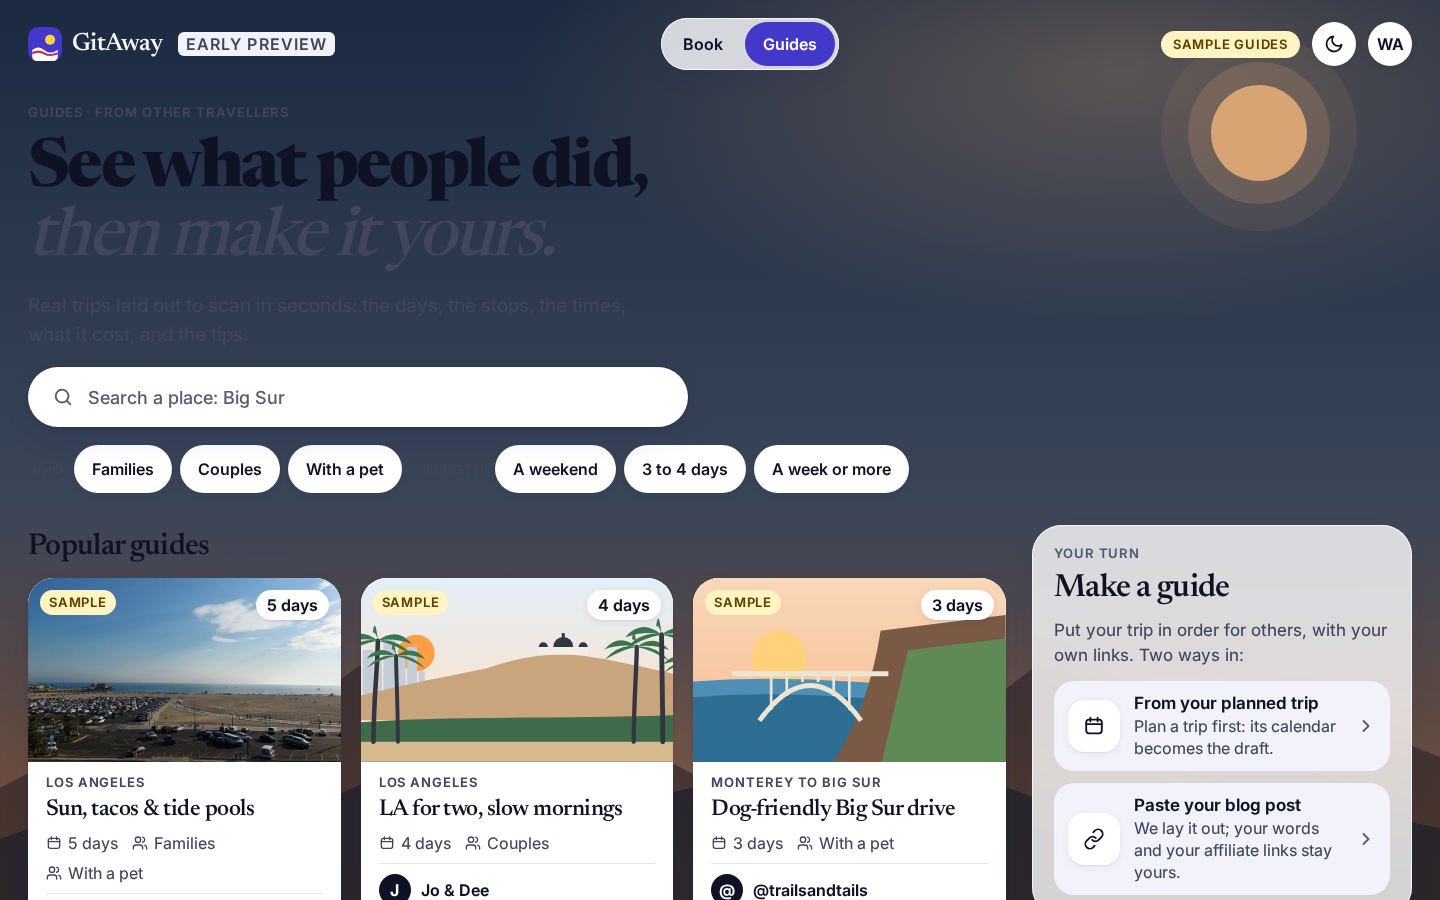 GitAway EARLY PREVIEW
Book Guides
SAMPLE GUIDES
WA
GUIDES · FROM OTHER TRAVELLERS
See what people did,
then make it yours.
Real trips laid out to scan in seconds: the days, the stops, the times,
what it cost, and the tips.
Search a place: Big Sur
WHO Families Couples With a pet LENGTH A weekend 3 to 4 days A week or more
Popular guides
SAMPLE 5 days
LOS ANGELES
Sun, tacos & tide pools
5 days Families
With a pet
SAMPLE 4 days
LOS ANGELES
LA for two, slow mornings
4 days Couples
J Jo & Dee
SAMPLE 3 days
MONTEREY TO BIG SUR
Dog-friendly Big Sur drive
3 days With a pet
@ @trailsandtails
YOUR TURN
Make a guide
Put your trip in order for others, with your
own links. Two ways in:
From your planned trip
Plan a trip first: its calendar
becomes the draft.
Paste your blog post
We lay it out; your words
and your affiliate links stay
yours.